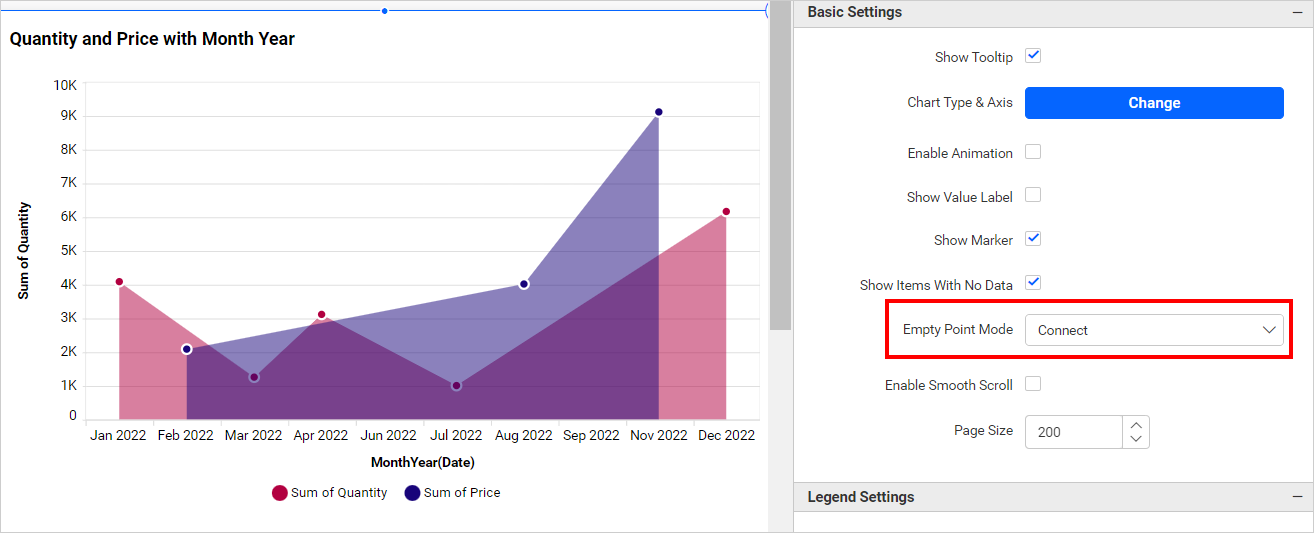 Quantity and Price with Month Year
10K
9K
8K
7K
6K
5K
4K
3K
2K
1K
0
Sum of Quantity
Jan 2022 Feb 2022 Mar 2022 Apr 2022 Jun 2022 Jul 2022 Aug 2022 Sep 2022 Nov 2022 Dec 2022
MonthYear(Date)
Sum of Quantity Sum of Price
Basic Settings
Show Tooltip
Chart Type & Axis Change
Enable Animation
Show Value Label
Show Marker
Show Items With No Data
Empty Point Mode Connect
Enable Smooth Scroll
Page Size 200
Legend Settings